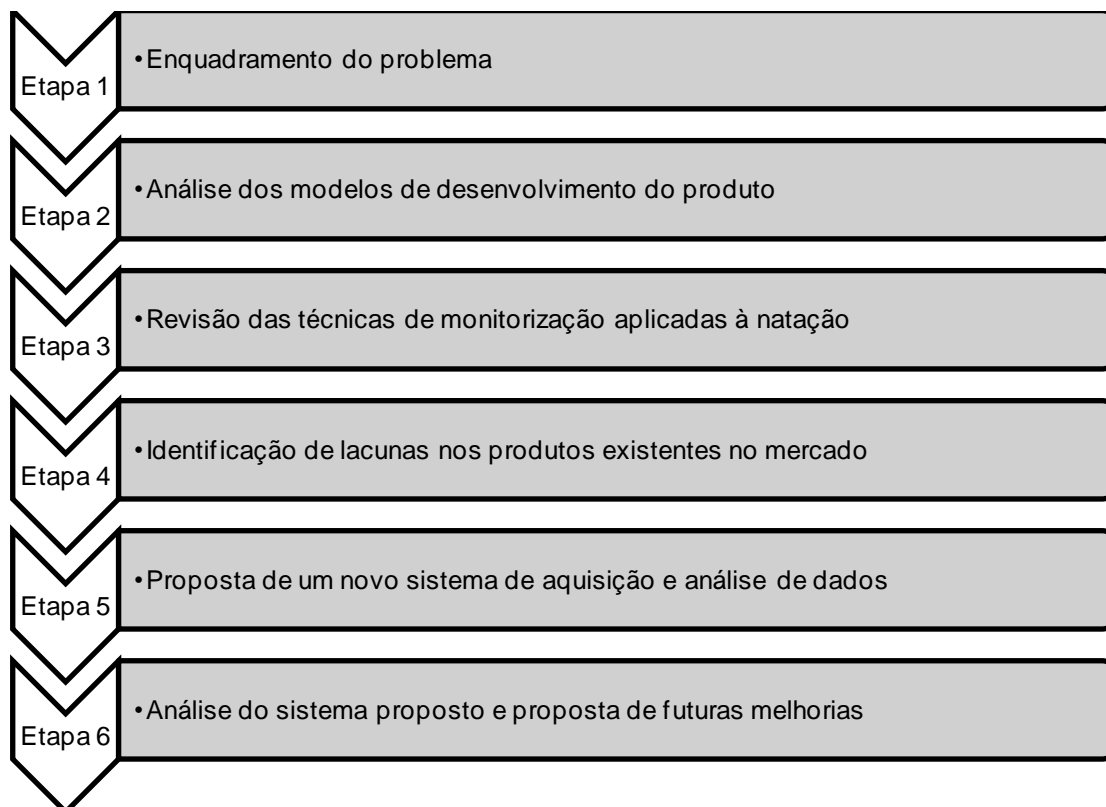 Etapa 1
•Enquadramento do problema
Etapa 2
•Análise dos modelos de desenvolvimento do produto
Etapa 3
•Revisão das técnicas de monitorização aplicadas à natação
Etapa 4
•Identificação de lacunas nos produtos existentes no mercado
Etapa 5
•Proposta de um novo sistema de aquisição e análise de dados
Etapa 6
•Análise do sistema proposto e proposta de futuras melhorias